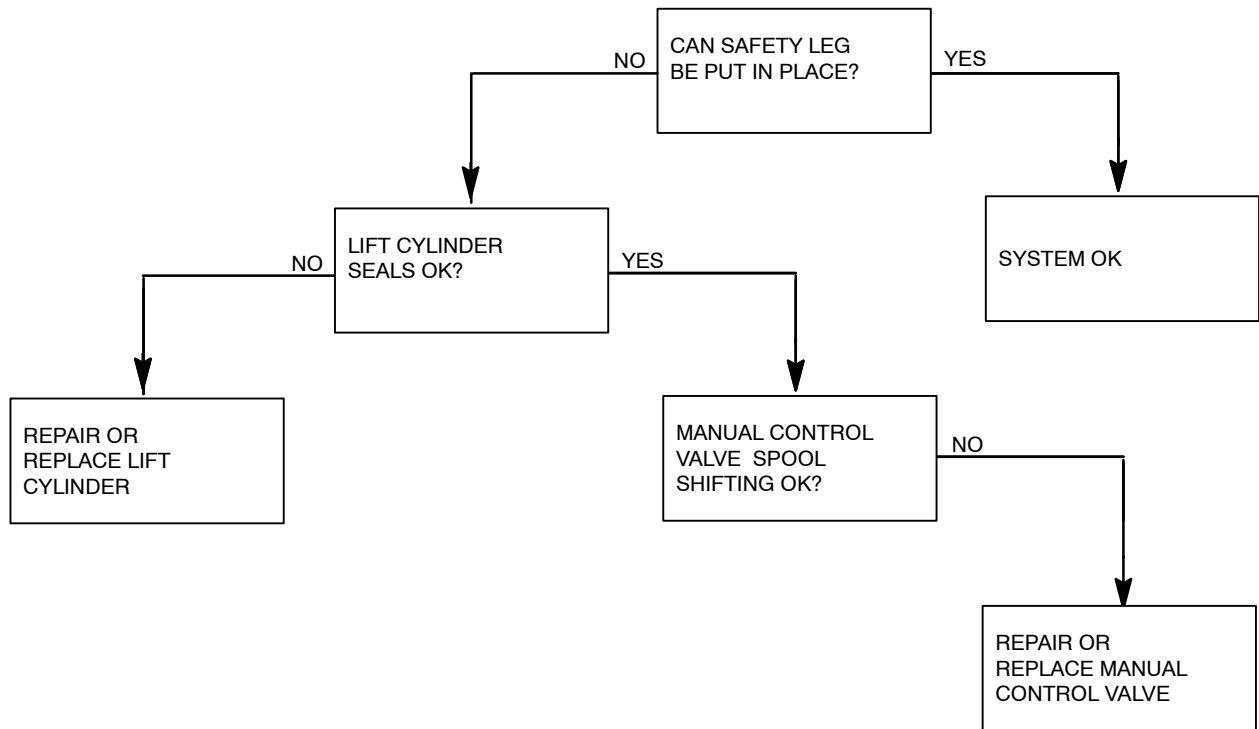 CAN SAFETY LEG
BE PUT IN PLACE?
NO
YES
LIFT CYLINDER
SEALS OK?
SYSTEM OK
NO
YES
REPAIR OR
REPLACE LIFT
CYLINDER
MANUAL CONTROL
VALVE SPOOL
SHIFTING OK?
NO
REPAIR OR
REPLACE MANUAL
CONTROL VALVE